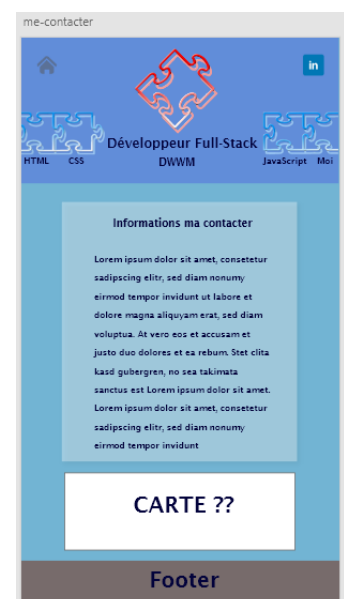 me-contacter
in
Développeur Full-Stack
HTML CSS DWWM JavaScript Moi
Informations ma contacter
Lorem ipsum dolor sit amet, consetetur
sadipscing elitr, sed diam nonumy
eirmod tempor invidunt ut labore et
dolore magna aliquyam erat, sed diam
voluptua. At vero eos et accusam et
justo duo dolores et ea rebum. Stet clita
kasd gubergren, no sea takimata
sanctus est Lorem ipsum dolor sit amet.
Lorem ipsum dolor sit amet, consetetur
sadipscing elitr, sed diam nonumy
eirmod tempor invidunt
CARTE ??
Footer